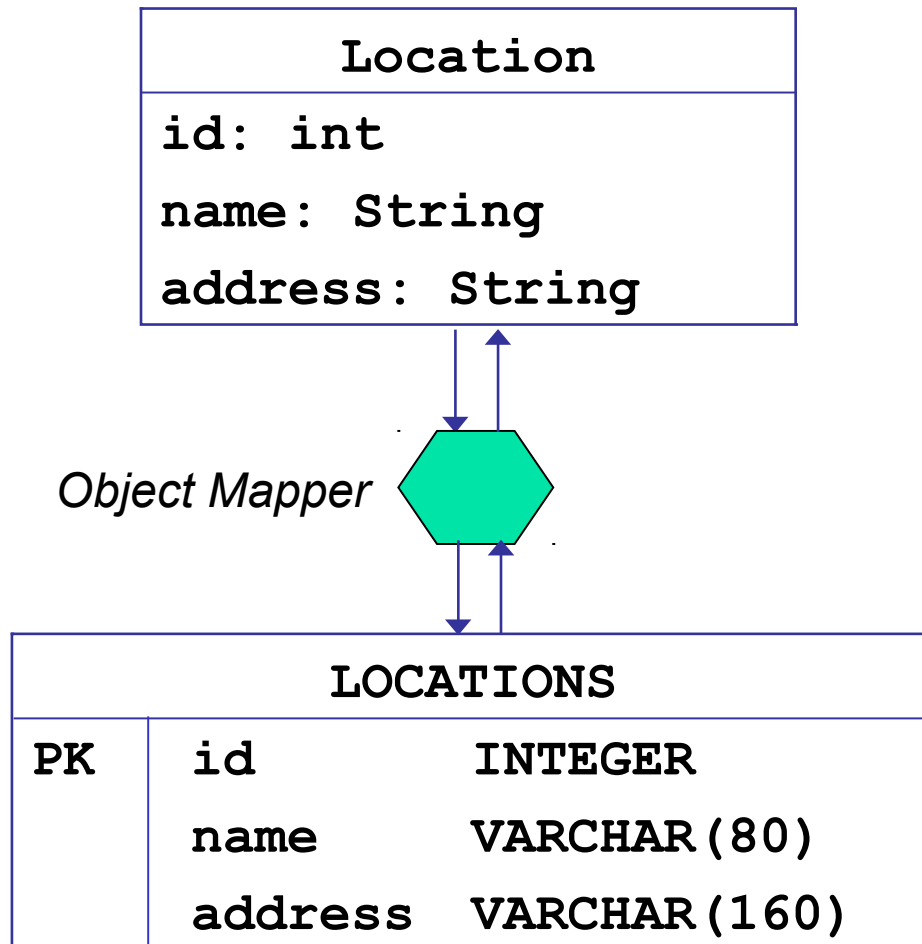 Location
id: int
name: String
address: String
Object Mapper
LOCATIONS
PK id INTEGER
name VARCHAR(80)
address VARCHAR(160)